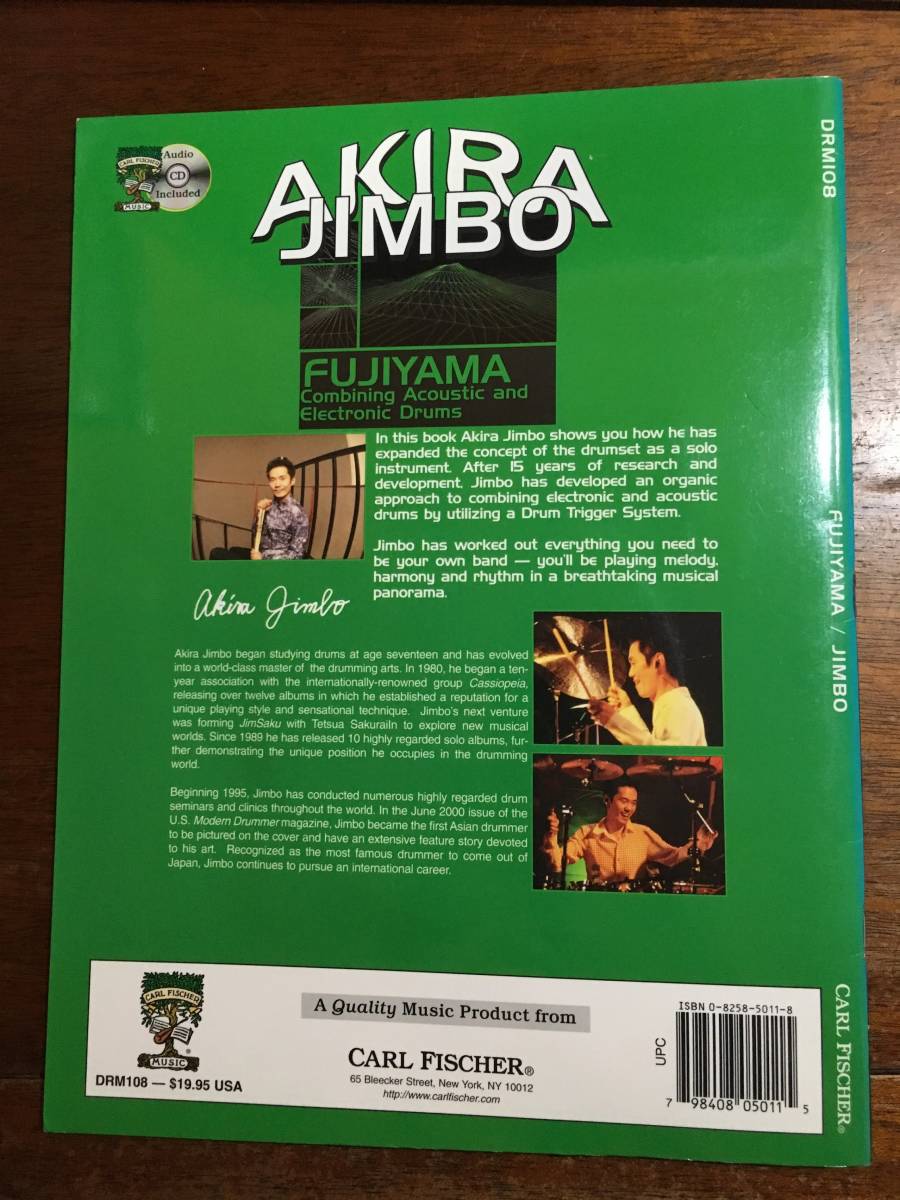 CARL FISCHER
MUSIC
Audio
CD
Included
AKIRA
JIMBO
FUJIYAMA
Combining Acoustic and
Electronic Drums
In this book Akira Jimbo shows you how he has
expanded the concept of the drumset as a solo
instrument. After 15 years of research and
development, Jimbo has developed an organic
approach to combining electronic and acoustic
drums by utilizing a Drum Trigger System.
Jimbo has worked out everything you need to
be your own band — you'll be playing melody,
harmony and rhythm in a breathtaking musical
panorama.
Akira Jimbo
Akira Jimbo began studying drums at age seventeen and has evolved
into a world-class master of the drumming arts. In 1980, he began a ten-
year association with the internationally-renowned group Cassiopeia,
releasing over twelve albums in which he established a reputation for a
unique playing style and sensational technique. Jimbo's next venture
was forming JimSaku with Tetsua SakuraiIn to explore new musical
worlds. Since 1989 he has released 10 highly regarded solo albums, fur-
ther demonstrating the unique position he occupies in the drumming
world.
Beginning 1995, Jimbo has conducted numerous highly regarded drum
seminars and clinics throughout the world. In the June 2000 issue of the
U.S. Modern Drummer magazine, Jimbo became the first Asian drummer
to be pictured on the cover and have an extensive feature story devoted
to his art. Recognized as the most famous drummer to come out of
Japan, Jimbo continues to pursue an international career.
CARL FISCHER
MUSIC
DRM108 — $19.95 USA
A Quality Music Product from
CARL FISCHER®
65 Bleecker Street, New York, NY 10012
http://www.carlfischer.com
ISBN 0-8258-5011-8
UPC
7 98408 05011 5
DRM108
FUJIYAMA / JIMBO
CARL FISCHER®